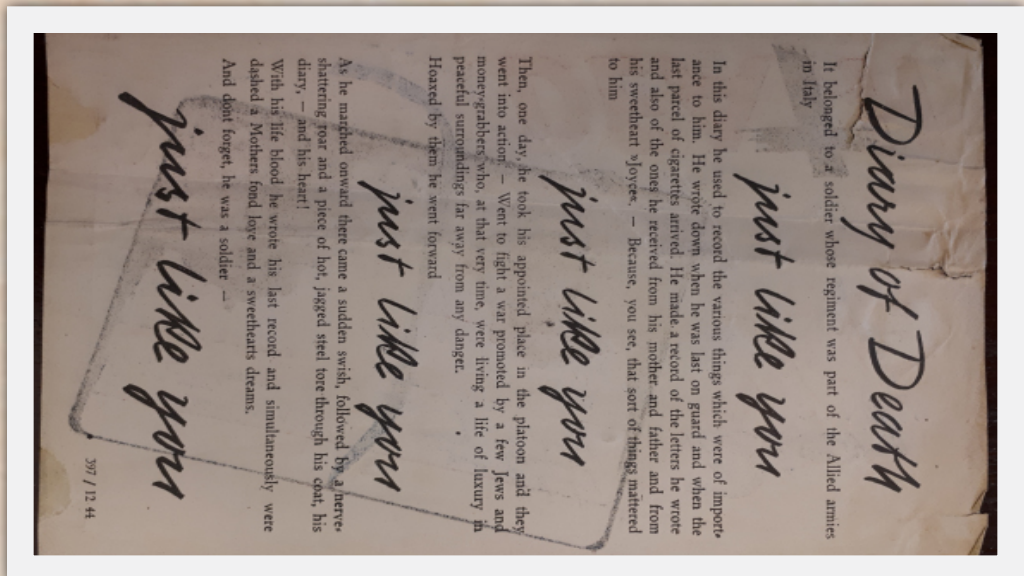 Diary of Death
It belonged to a soldier whose regiment was part of the Allied armies
in Italy
just like you
In this diary he used to record the various things which were of import-
ance to him. He wrote down when he was last on guard and when the
last parcel of cigarettes arrived. He made a record of the letters he wrote
and also of the ones he received from his mother and father and from
his sweetheart »Joyce«. — Because, you see, that sort of things mattered
to him
just like you
Then, one day, he took his appointed place in the platoon and they
went into action — Went to fight a war promoted by a few Jews and
money-grabbers who, at that very time, were living a life of luxury in
peaceful surroundings far away from any danger.
Hoaxed by them he went forward
just like you
As he marched onward there came a sudden swish, followed by a nerve-
shattering roar and a piece of hot, jagged steel tore through his coat, his
diary, — and his heart!
With his life blood he wrote his last record and simultaneously were
dashed a Mothers fond love and a sweethearts dreams.
And dont forget, he was a soldier —
just like you
397 / 12 44